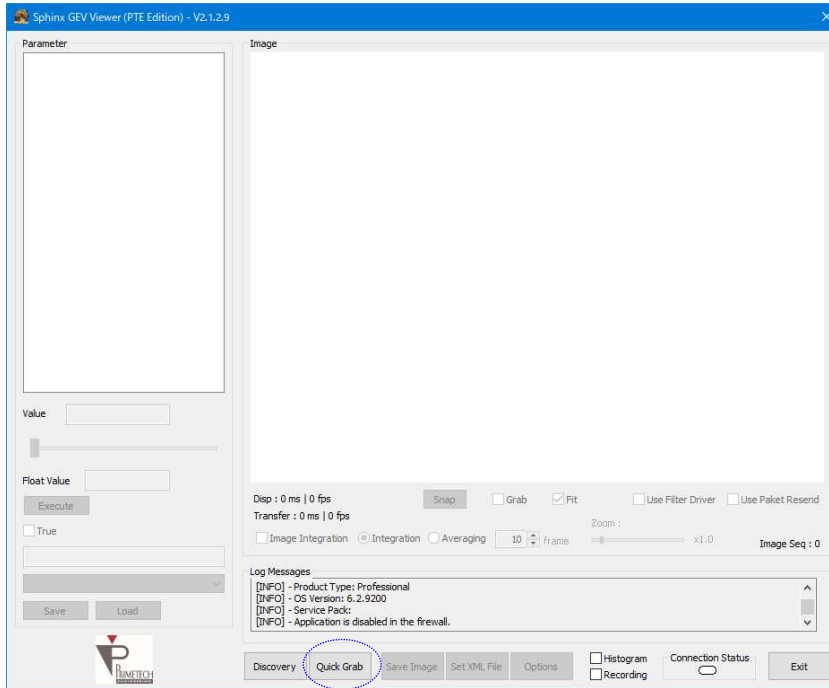 Sphinx GEV Viewer (PTE Edition) - V2.1.2.9
Parameter
Image
Value
Float Value
Execute
True
Save Load
Disp : 0 ms | 0 fps
Snap Grab Fit Use Filter Driver Use Paket Resend
Transfer : 0 ms | 0 fps
Zoom :
Image Integration Integration Averaging 10 frame x1.0 Image Seq : 0
Log Messages
[INFO] - Product Type: Professional
[INFO] - OS Version: 6.2.9200
[INFO] - Service Pack:
[INFO] - Application is disabled in the firewall.
PRIMETECH
Discovery Quick Grab Save Image Set XML File Options Histogram Recording Connection Status Exit